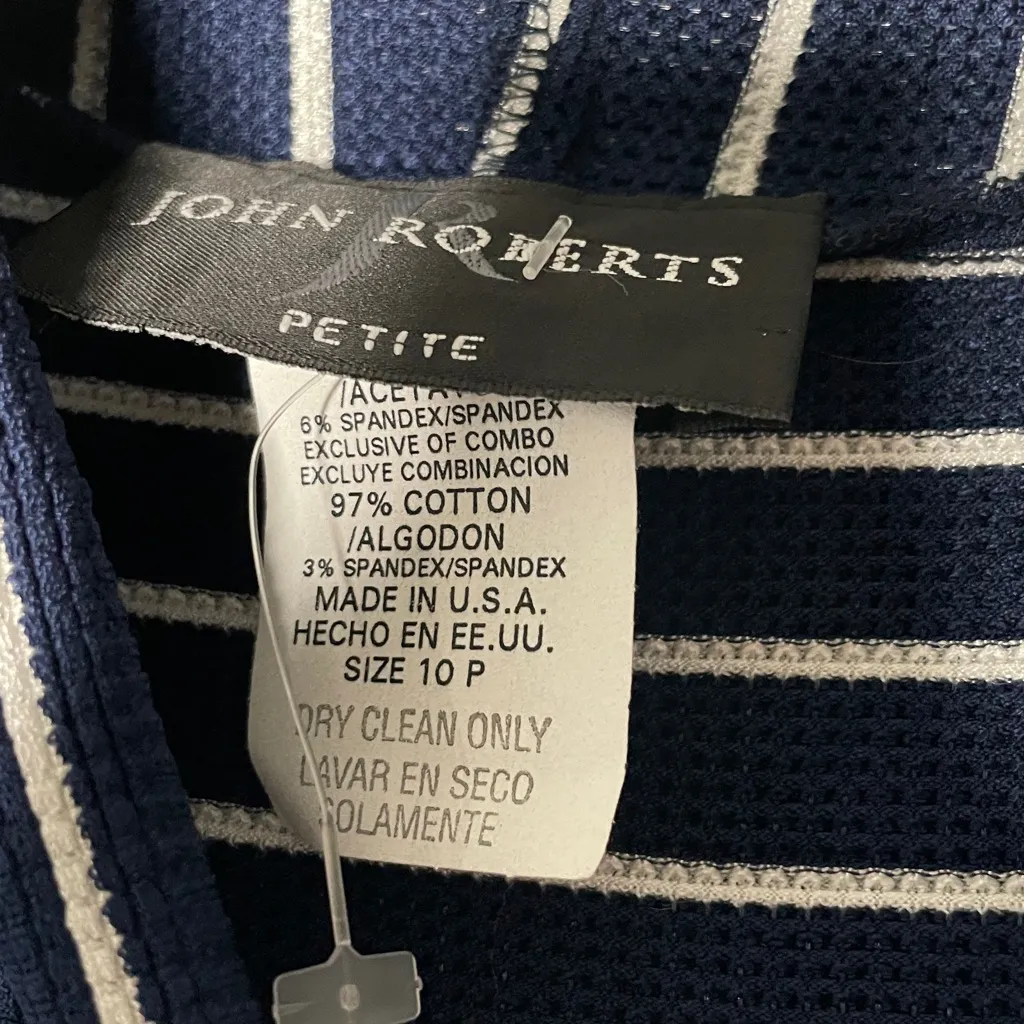 JOHN ROBERTS
PETITE
6% SPANDEX/SPANDEX
EXCLUSIVE OF COMBO
EXCLUYE COMBINACION
97% COTTON
/ALGODON
3% SPANDEX/SPANDEX
MADE IN U.S.A.
HECHO EN EE.UU.
SIZE 10 P
DRY CLEAN ONLY
LAVAR EN SECO
SOLAMENTE